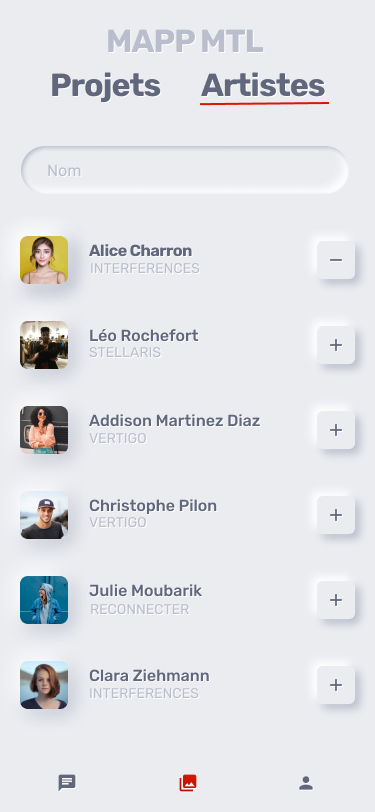 MAPP MTL
Projets Artistes
Nom
Alice Charron
INTERFERENCES
Léo Rochefort
STELLARIS
Addison Martinez Diaz
VERTIGO
Christophe Pilon
VERTIGO
Julie Moubarik
RECONNECTER
Clara Ziehmann
INTERFERENCES